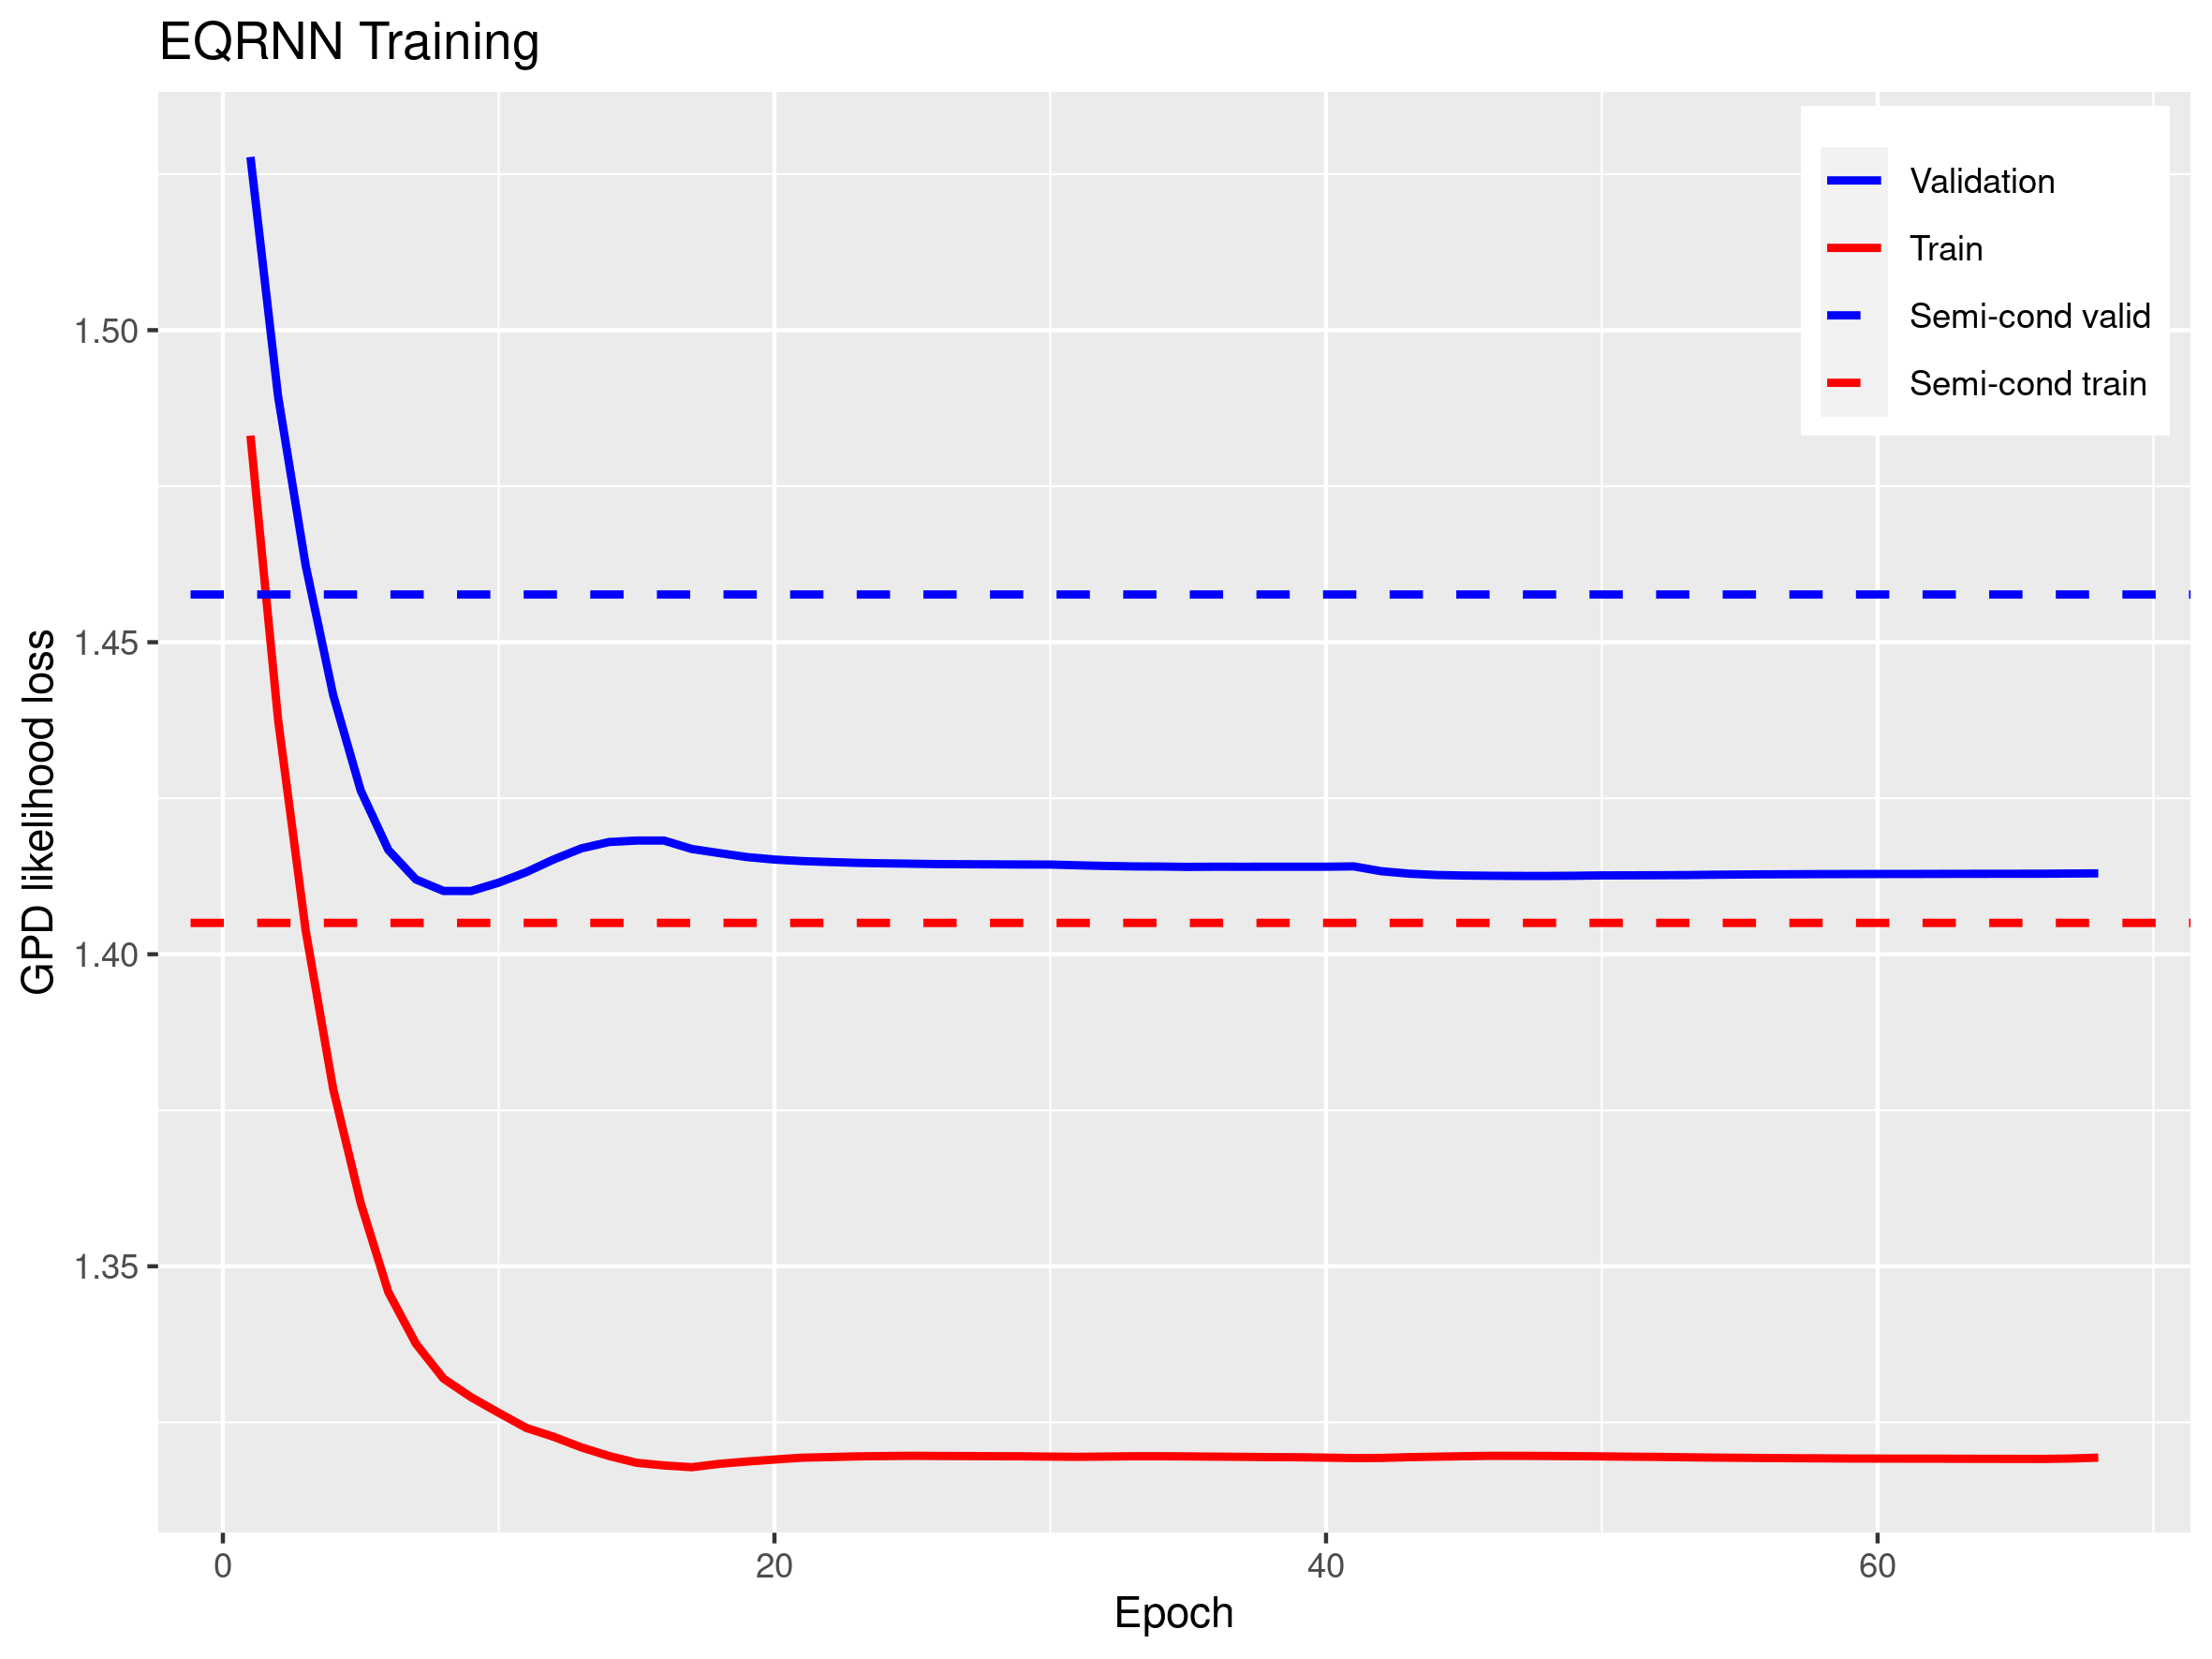 EQRNN Training
Validation
Train
Semi-cond valid
Semi-cond train
GPD likelihood loss
1.50
1.45
1.40
1.35
0
20
40
60
Epoch